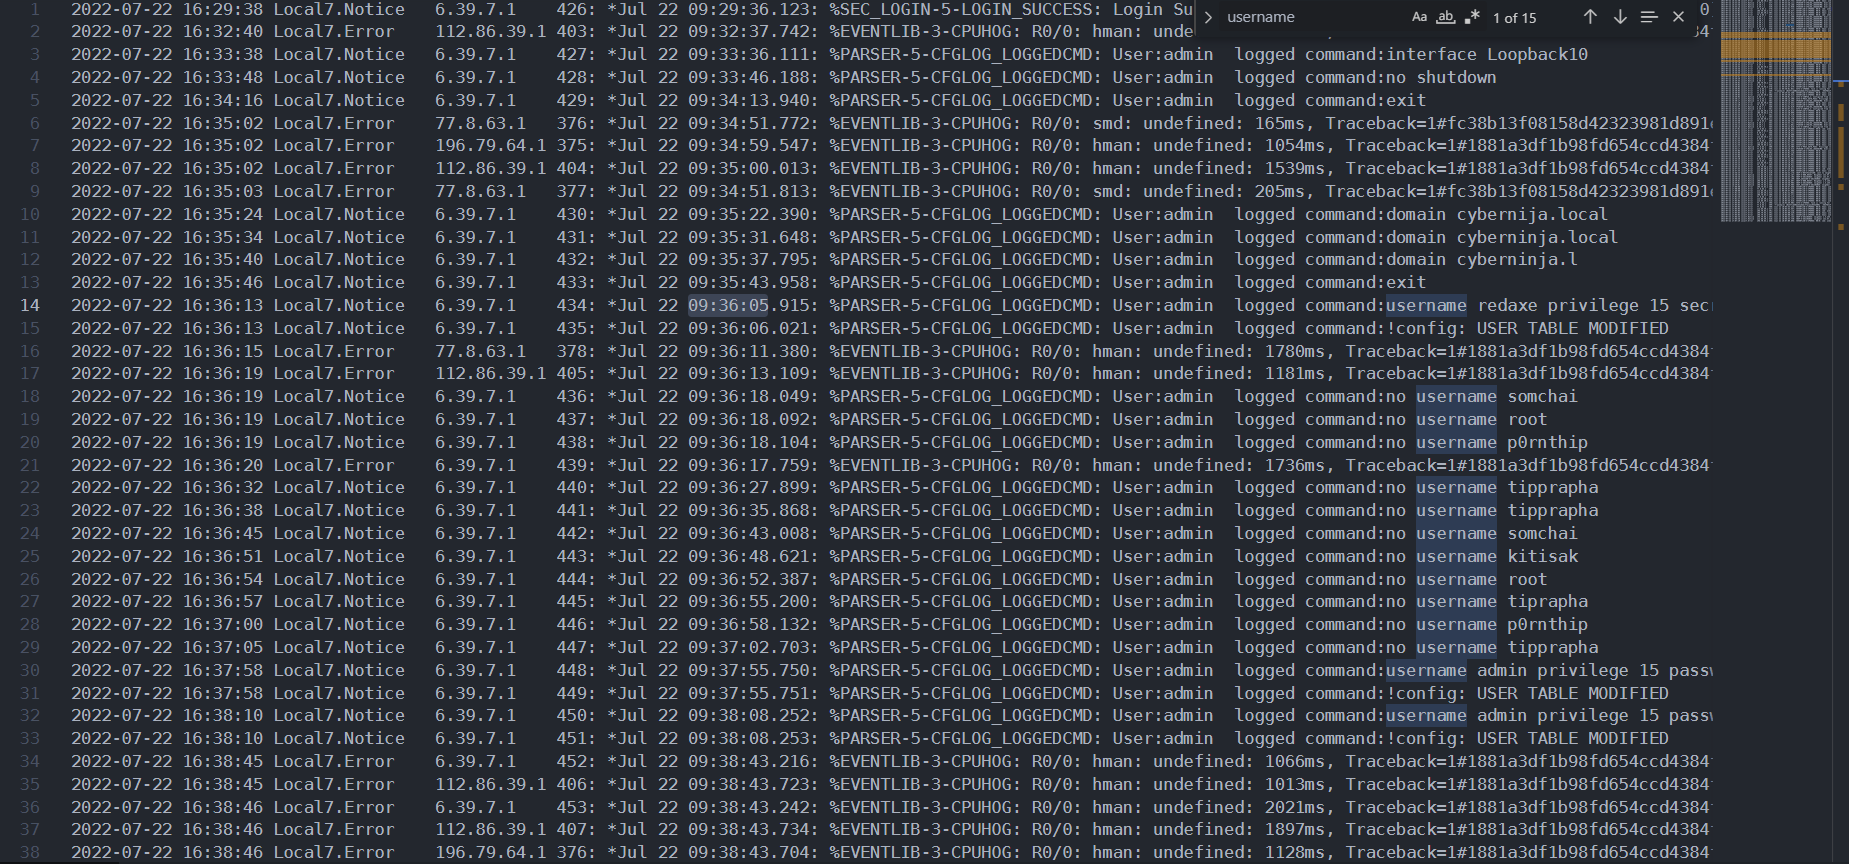 username Aa ab .* 1 of 15
1 2022-07-22 16:29:38 Local7.Notice 6.39.7.1 426: *Jul 22 09:29:36.123: %SEC_LOGIN-5-LOGIN_SUCCESS: Login Su
2 2022-07-22 16:32:40 Local7.Error 112.86.39.1 403: *Jul 22 09:32:37.742: %EVENTLIB-3-CPUHOG: R0/0: hman: unde
3 2022-07-22 16:33:38 Local7.Notice 6.39.7.1 427: *Jul 22 09:33:36.111: %PARSER-5-CFGLOG_LOGGEDCMD: User:admin logged command:interface Loopback10
4 2022-07-22 16:33:48 Local7.Notice 6.39.7.1 428: *Jul 22 09:33:46.188: %PARSER-5-CFGLOG_LOGGEDCMD: User:admin logged command:no shutdown
5 2022-07-22 16:34:16 Local7.Notice 6.39.7.1 429: *Jul 22 09:34:13.940: %PARSER-5-CFGLOG_LOGGEDCMD: User:admin logged command:exit
6 2022-07-22 16:35:02 Local7.Error 77.8.63.1 376: *Jul 22 09:34:51.772: %EVENTLIB-3-CPUHOG: R0/0: smd: undefined: 165ms, Traceback=1#fc38b13f08158d42323981d891
7 2022-07-22 16:35:02 Local7.Error 196.79.64.1 375: *Jul 22 09:34:59.547: %EVENTLIB-3-CPUHOG: R0/0: hman: undefined: 1054ms, Traceback=1#1881a3df1b98fd654ccd4384
8 2022-07-22 16:35:02 Local7.Error 112.86.39.1 404: *Jul 22 09:35:00.013: %EVENTLIB-3-CPUHOG: R0/0: hman: undefined: 1539ms, Traceback=1#1881a3df1b98fd654ccd4384
9 2022-07-22 16:35:03 Local7.Error 77.8.63.1 377: *Jul 22 09:34:51.813: %EVENTLIB-3-CPUHOG: R0/0: smd: undefined: 205ms, Traceback=1#fc38b13f08158d42323981d891
10 2022-07-22 16:35:24 Local7.Notice 6.39.7.1 430: *Jul 22 09:35:22.390: %PARSER-5-CFGLOG_LOGGEDCMD: User:admin logged command:domain cybernija.local
11 2022-07-22 16:35:34 Local7.Notice 6.39.7.1 431: *Jul 22 09:35:31.648: %PARSER-5-CFGLOG_LOGGEDCMD: User:admin logged command:domain cyberninja.local
12 2022-07-22 16:35:40 Local7.Notice 6.39.7.1 432: *Jul 22 09:35:37.795: %PARSER-5-CFGLOG_LOGGEDCMD: User:admin logged command:domain cyberninja.l
13 2022-07-22 16:35:46 Local7.Notice 6.39.7.1 433: *Jul 22 09:35:43.958: %PARSER-5-CFGLOG_LOGGEDCMD: User:admin logged command:exit
14 2022-07-22 16:36:13 Local7.Notice 6.39.7.1 434: *Jul 22 09:36:05.915: %PARSER-5-CFGLOG_LOGGEDCMD: User:admin logged command:username redaxe privilege 15 secr
15 2022-07-22 16:36:13 Local7.Notice 6.39.7.1 435: *Jul 22 09:36:06.021: %PARSER-5-CFGLOG_LOGGEDCMD: User:admin logged command:!config: USER TABLE MODIFIED
16 2022-07-22 16:36:15 Local7.Error 77.8.63.1 378: *Jul 22 09:36:11.380: %EVENTLIB-3-CPUHOG: R0/0: hman: undefined: 1780ms, Traceback=1#1881a3df1b98fd654ccd4384
17 2022-07-22 16:36:19 Local7.Error 112.86.39.1 405: *Jul 22 09:36:13.109: %EVENTLIB-3-CPUHOG: R0/0: hman: undefined: 1181ms, Traceback=1#1881a3df1b98fd654ccd4384
18 2022-07-22 16:36:19 Local7.Notice 6.39.7.1 436: *Jul 22 09:36:18.049: %PARSER-5-CFGLOG_LOGGEDCMD: User:admin logged command:no username somchai
19 2022-07-22 16:36:19 Local7.Notice 6.39.7.1 437: *Jul 22 09:36:18.092: %PARSER-5-CFGLOG_LOGGEDCMD: User:admin logged command:no username root
20 2022-07-22 16:36:19 Local7.Notice 6.39.7.1 438: *Jul 22 09:36:18.104: %PARSER-5-CFGLOG_LOGGEDCMD: User:admin logged command:no username p0rnthip
21 2022-07-22 16:36:20 Local7.Error 6.39.7.1 439: *Jul 22 09:36:17.759: %EVENTLIB-3-CPUHOG: R0/0: hman: undefined: 1736ms, Traceback=1#1881a3df1b98fd654ccd4384
22 2022-07-22 16:36:32 Local7.Notice 6.39.7.1 440: *Jul 22 09:36:27.899: %PARSER-5-CFGLOG_LOGGEDCMD: User:admin logged command:no username tipprapha
23 2022-07-22 16:36:38 Local7.Notice 6.39.7.1 441: *Jul 22 09:36:35.868: %PARSER-5-CFGLOG_LOGGEDCMD: User:admin logged command:no username tipprapha
24 2022-07-22 16:36:45 Local7.Notice 6.39.7.1 442: *Jul 22 09:36:43.008: %PARSER-5-CFGLOG_LOGGEDCMD: User:admin logged command:no username somchai
25 2022-07-22 16:36:51 Local7.Notice 6.39.7.1 443: *Jul 22 09:36:48.621: %PARSER-5-CFGLOG_LOGGEDCMD: User:admin logged command:no username kitisak
26 2022-07-22 16:36:54 Local7.Notice 6.39.7.1 444: *Jul 22 09:36:52.387: %PARSER-5-CFGLOG_LOGGEDCMD: User:admin logged command:no username root
27 2022-07-22 16:36:57 Local7.Notice 6.39.7.1 445: *Jul 22 09:36:55.200: %PARSER-5-CFGLOG_LOGGEDCMD: User:admin logged command:no username tiprapha
28 2022-07-22 16:37:00 Local7.Notice 6.39.7.1 446: *Jul 22 09:36:58.132: %PARSER-5-CFGLOG_LOGGEDCMD: User:admin logged command:no username p0rnthip
29 2022-07-22 16:37:05 Local7.Notice 6.39.7.1 447: *Jul 22 09:37:02.703: %PARSER-5-CFGLOG_LOGGEDCMD: User:admin logged command:no username tipprapha
30 2022-07-22 16:37:58 Local7.Notice 6.39.7.1 448: *Jul 22 09:37:55.750: %PARSER-5-CFGLOG_LOGGEDCMD: User:admin logged command:username admin privilege 15 passw
31 2022-07-22 16:37:58 Local7.Notice 6.39.7.1 449: *Jul 22 09:37:55.751: %PARSER-5-CFGLOG_LOGGEDCMD: User:admin logged command:!config: USER TABLE MODIFIED
32 2022-07-22 16:38:10 Local7.Notice 6.39.7.1 450: *Jul 22 09:38:08.252: %PARSER-5-CFGLOG_LOGGEDCMD: User:admin logged command:username admin privilege 15 passw
33 2022-07-22 16:38:10 Local7.Notice 6.39.7.1 451: *Jul 22 09:38:08.253: %PARSER-5-CFGLOG_LOGGEDCMD: User:admin logged command:!config: USER TABLE MODIFIED
34 2022-07-22 16:38:45 Local7.Error 6.39.7.1 452: *Jul 22 09:38:43.216: %EVENTLIB-3-CPUHOG: R0/0: hman: undefined: 1066ms, Traceback=1#1881a3df1b98fd654ccd4384
35 2022-07-22 16:38:45 Local7.Error 112.86.39.1 406: *Jul 22 09:38:43.723: %EVENTLIB-3-CPUHOG: R0/0: hman: undefined: 1013ms, Traceback=1#1881a3df1b98fd654ccd4384
36 2022-07-22 16:38:46 Local7.Error 6.39.7.1 453: *Jul 22 09:38:43.242: %EVENTLIB-3-CPUHOG: R0/0: hman: undefined: 2021ms, Traceback=1#1881a3df1b98fd654ccd4384
37 2022-07-22 16:38:46 Local7.Error 112.86.39.1 407: *Jul 22 09:38:43.734: %EVENTLIB-3-CPUHOG: R0/0: hman: undefined: 1897ms, Traceback=1#1881a3df1b98fd654ccd4384
38 2022-07-22 16:38:46 Local7.Error 196.79.64.1 376: *Jul 22 09:38:43.704: %EVENTLIB-3-CPUHOG: R0/0: hman: undefined: 1128ms, Traceback=1#1881a3df1b98fd654ccd4384